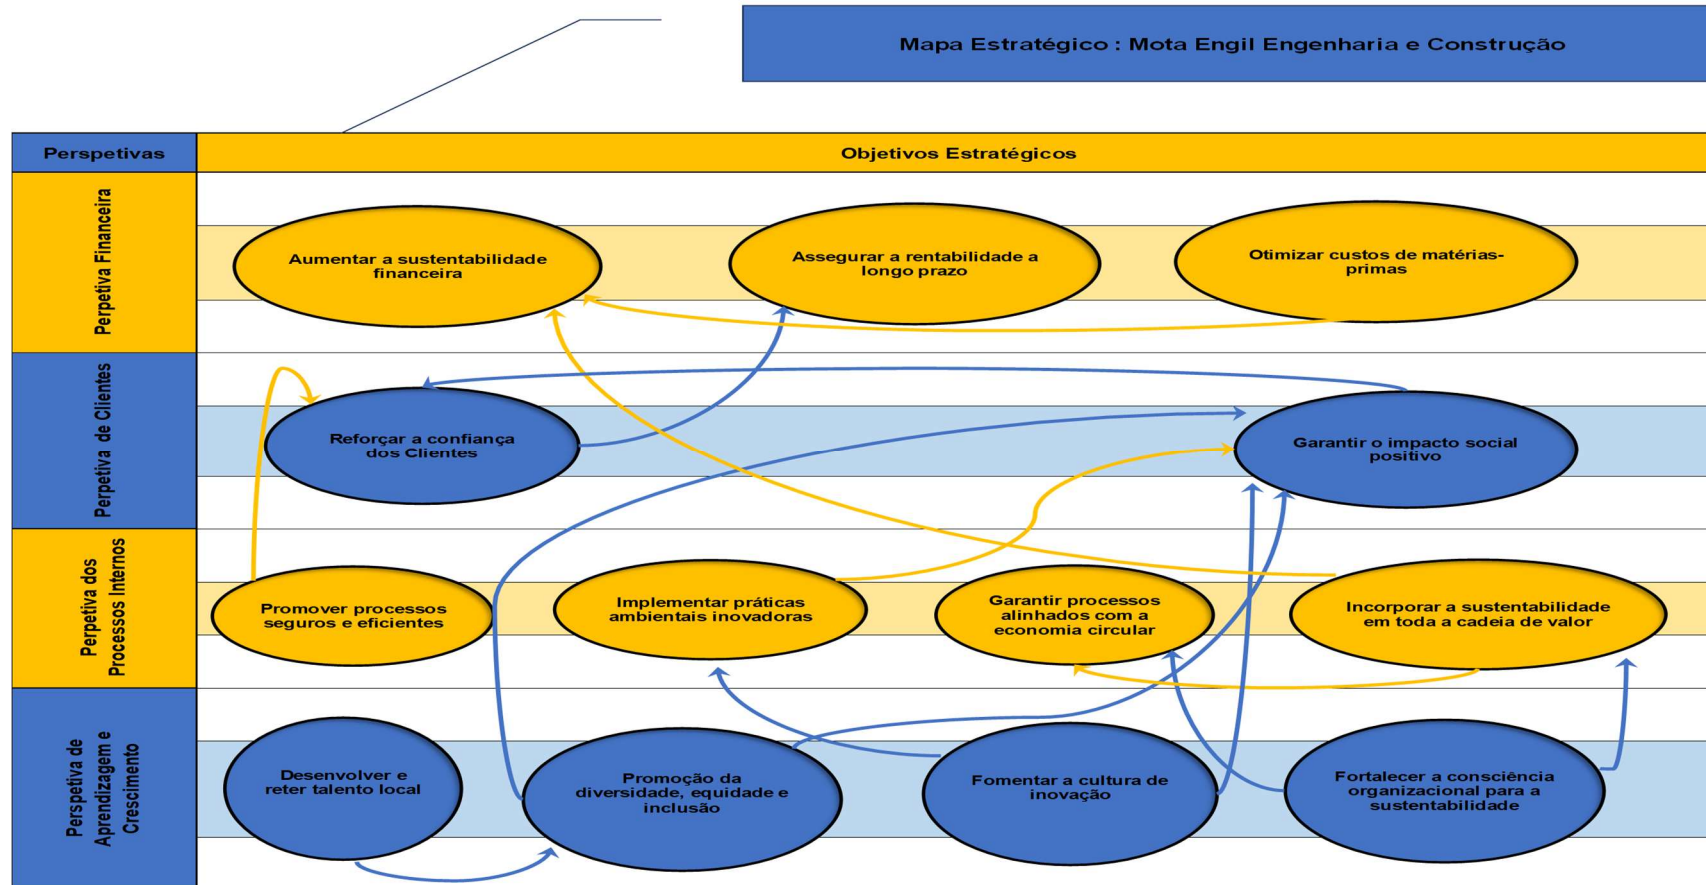 Mapa Estratégico : Mota Engil Engenharia e Construção
Perspetivas
Objetivos Estratégicos
Perpetiva Financeira
Aumentar a sustentabilidade
financeira
Assegurar a rentabilidade a
longo prazo
Otimizar custos de matérias-
primas
Perpetiva de Clientes
Reforçar a confiança
dos Clientes
Garantir o impacto social
positivo
Perpetiva dos
Processos Internos
Promover processos
seguros e eficientes
Implementar práticas
ambientais inovadoras
Garantir processos
alinhados com a
economia circular
Incorporar a sustentabilidade
em toda a cadeia de valor
Perspetiva de
Aprendizagem e
Crescimento
Desenvolver e
reter talento local
Promoção da
diversidade, equidade e
inclusão
Fomentar a cultura de
inovação
Fortalecer a consciência
organizacional para a
sustentabilidade